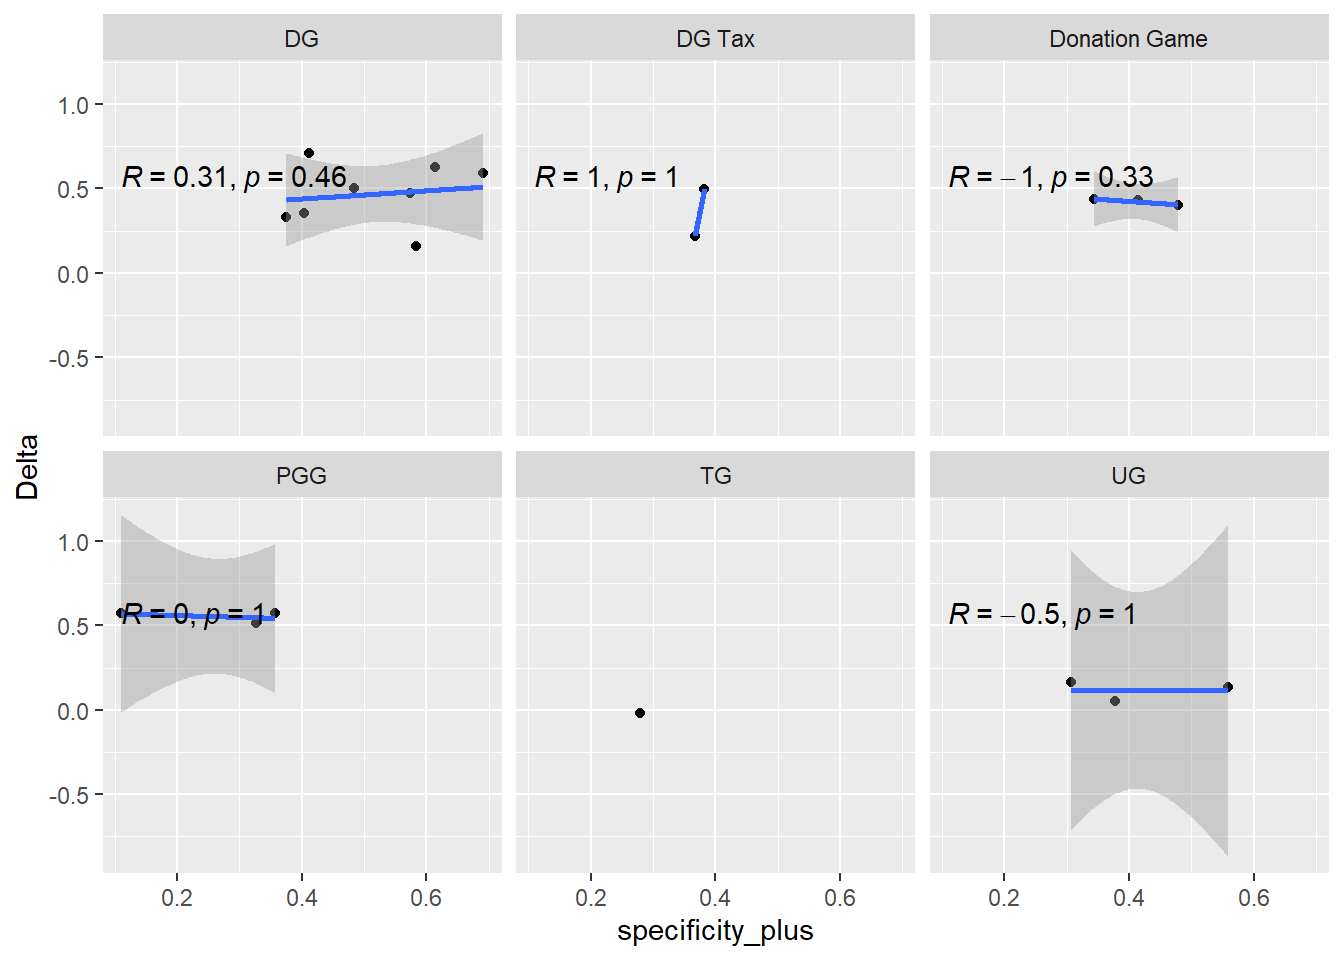 DG
DG Tax
Donation Game
1.0
0.5
0.0
-0.5
R = 0.31, p = 0.46
R = 1, p = 1
R = −1, p = 0.33
Delta
PGG
TG
UG
1.0
0.5
0.0
-0.5
R = 0, p = 1
R = −0.5, p = 1
0.2 0.4 0.6
0.2 0.4 0.6
0.2 0.4 0.6
specificity_plus